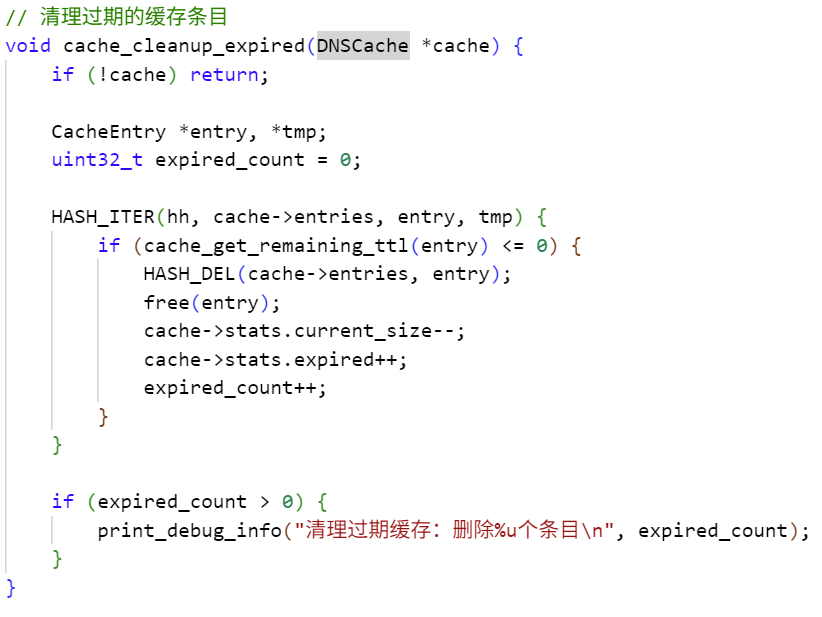 // 清理过期的缓存条目
void cache_cleanup_expired(DNSCache *cache) {
    if (!cache) return;

    CacheEntry *entry, *tmp;
    uint32_t expired_count = 0;

    HASH_ITER(hh, cache->entries, entry, tmp) {
        if (cache_get_remaining_ttl(entry) <= 0) {
            HASH_DEL(cache->entries, entry);
            free(entry);
            cache->stats.current_size--;
            cache->stats.expired++;
            expired_count++;
        }
    }

    if (expired_count > 0) {
        print_debug_info("清理过期缓存: 删除%u个条目\n", expired_count);
    }
}